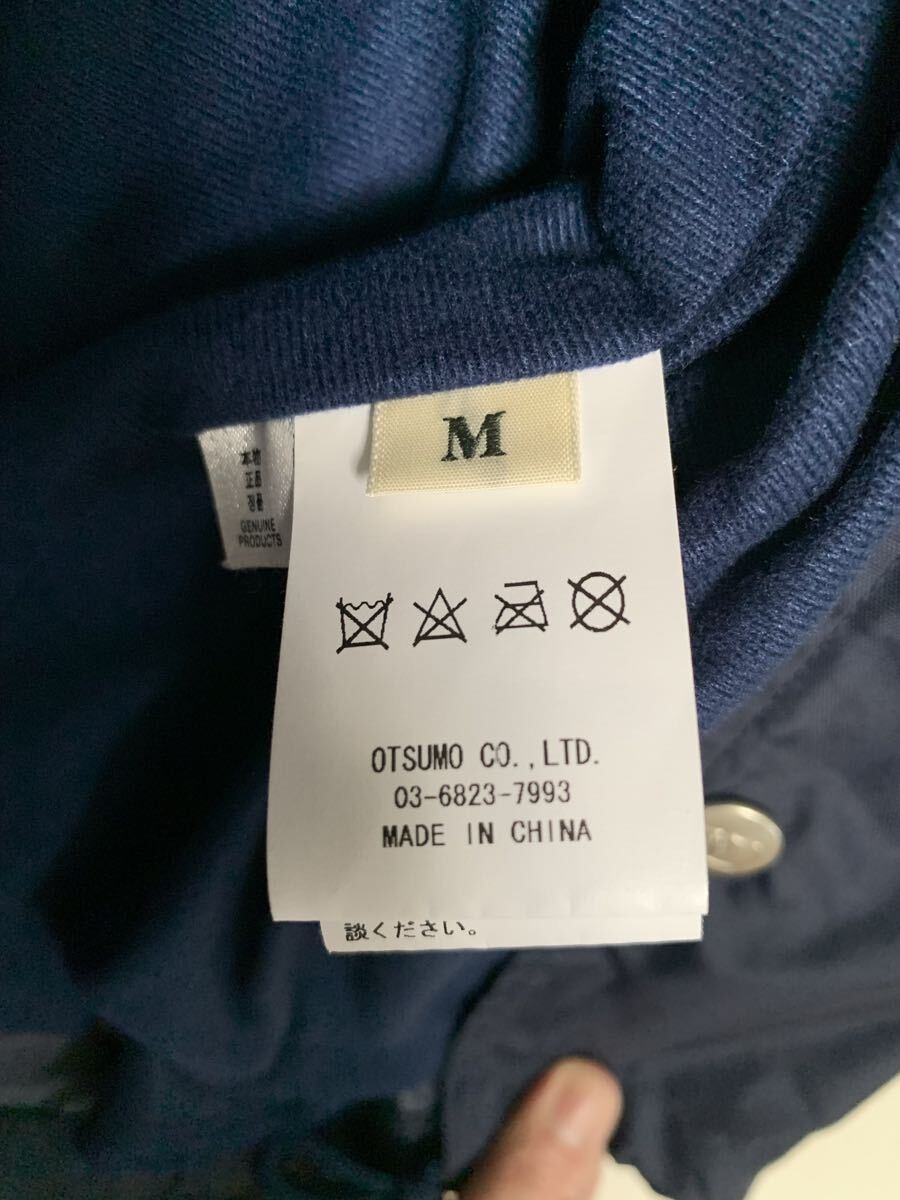 M
本物
正品
정품
GENUINE
PRODUCTS
OTSUMO CO.,LTD.
03-6823-7993
MADE IN CHINA
談ください。